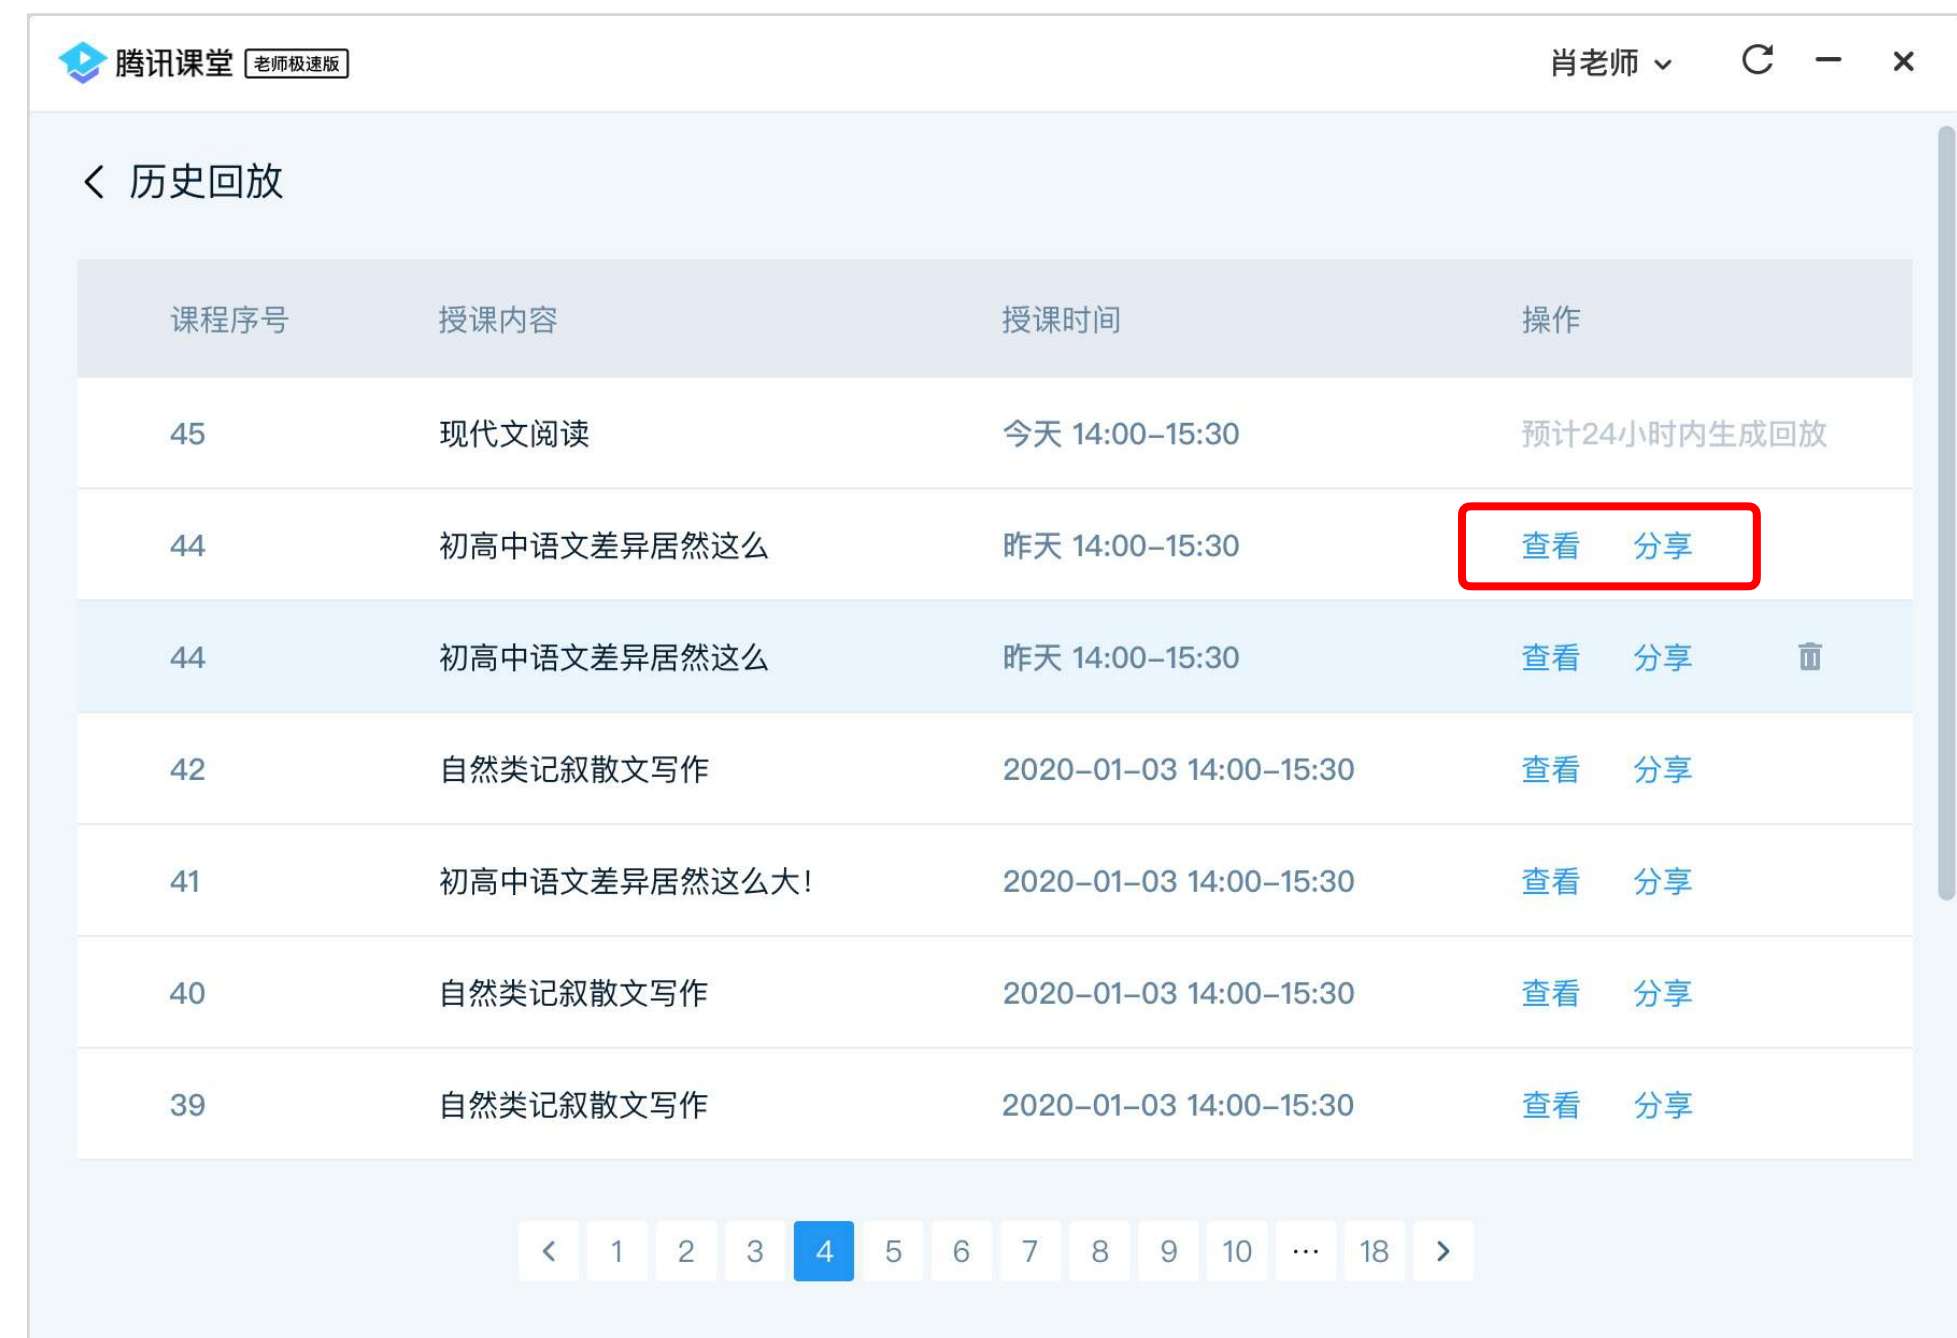 腾讯课堂 老师极速版 肖老师
历史回放
课程序号 授课内容 授课时间 操作
45 现代文阅读 今天 14:00-15:30 预计24小时内生成回放
44 初高中语文差异居然这么 昨天 14:00-15:30 查看 分享
44 初高中语文差异居然这么 昨天 14:00-15:30 查看 分享
42 自然类记叙散文写作 2020-01-03 14:00-15:30 查看 分享
41 初高中语文差异居然这么大! 2020-01-03 14:00-15:30 查看 分享
40 自然类记叙散文写作 2020-01-03 14:00-15:30 查看 分享
39 自然类记叙散文写作 2020-01-03 14:00-15:30 查看 分享
1 2 3 4 5 6 7 8 9 10 ··· 18